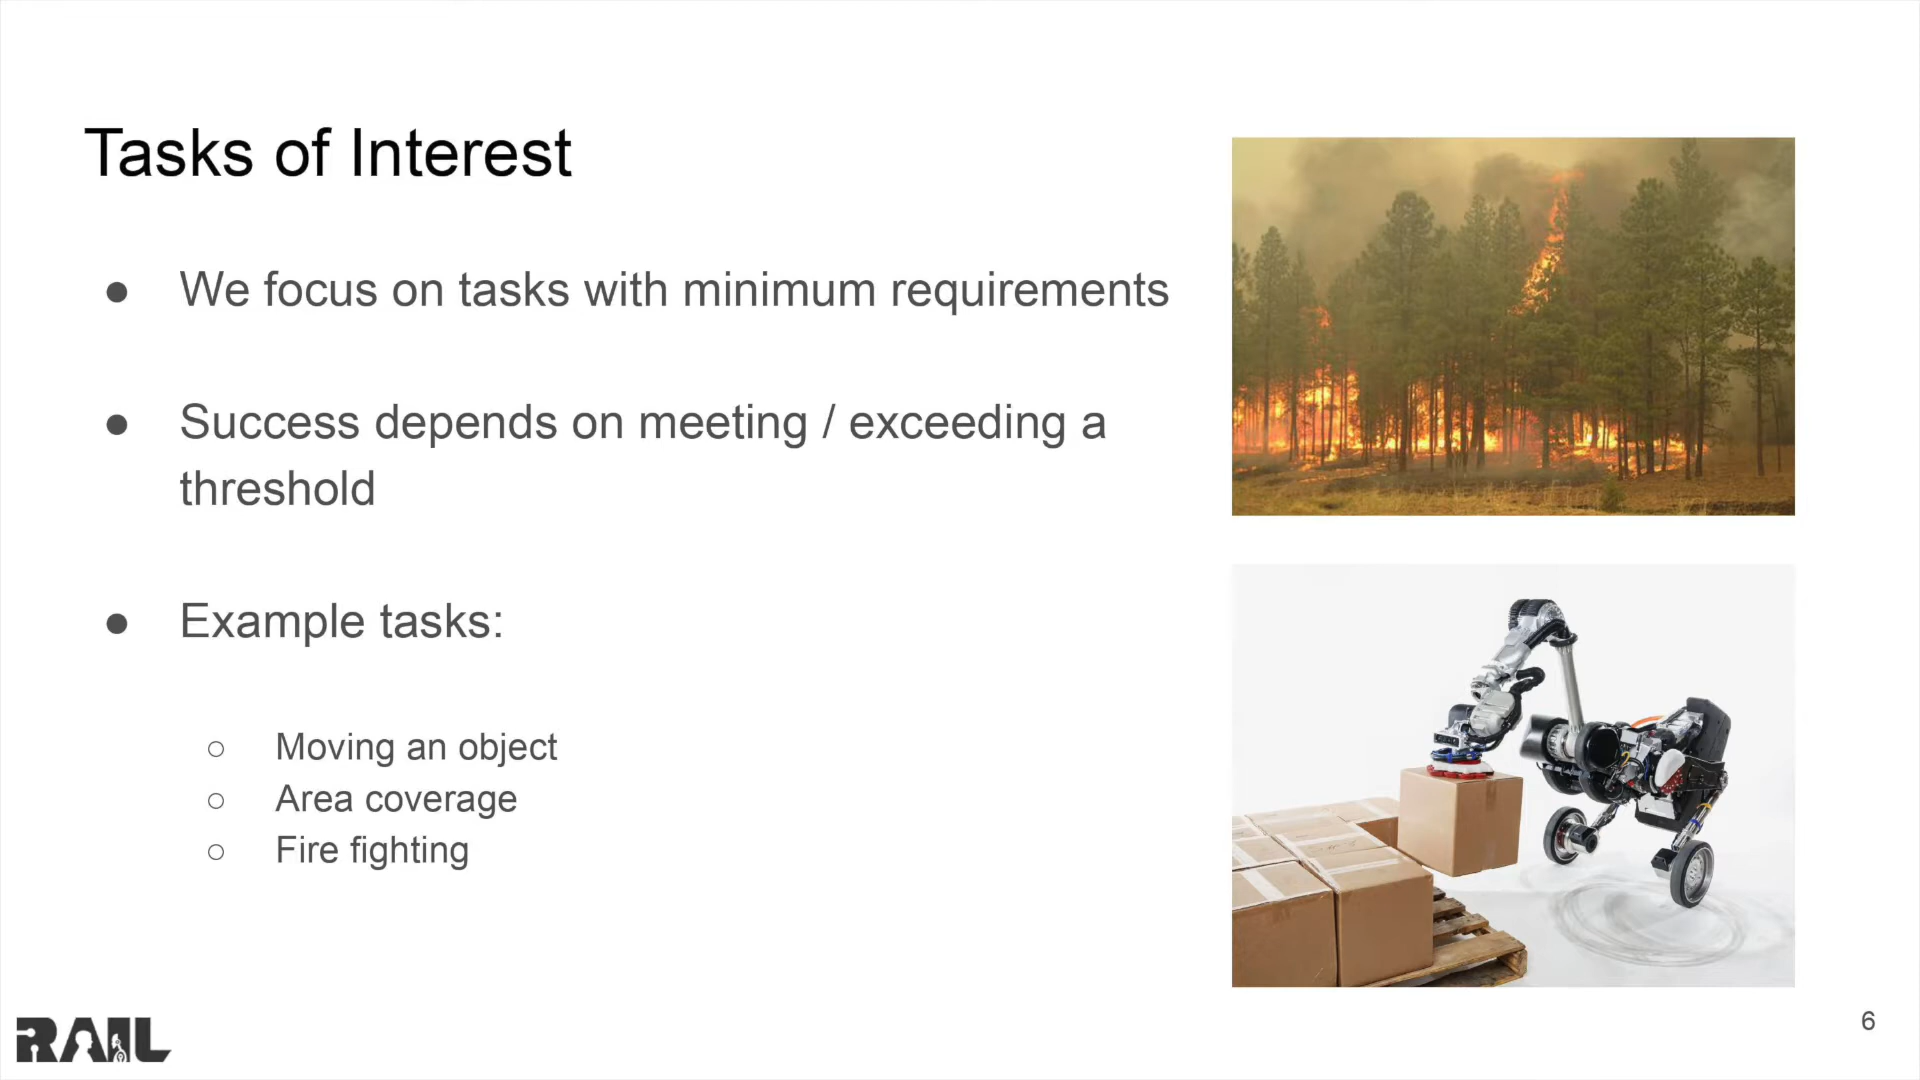 Tasks of Interest
● We focus on tasks with minimum requirements
● Success depends on meeting / exceeding a
threshold
● Example tasks:
○ Moving an object
○ Area coverage
○ Fire fighting
RAIL
6